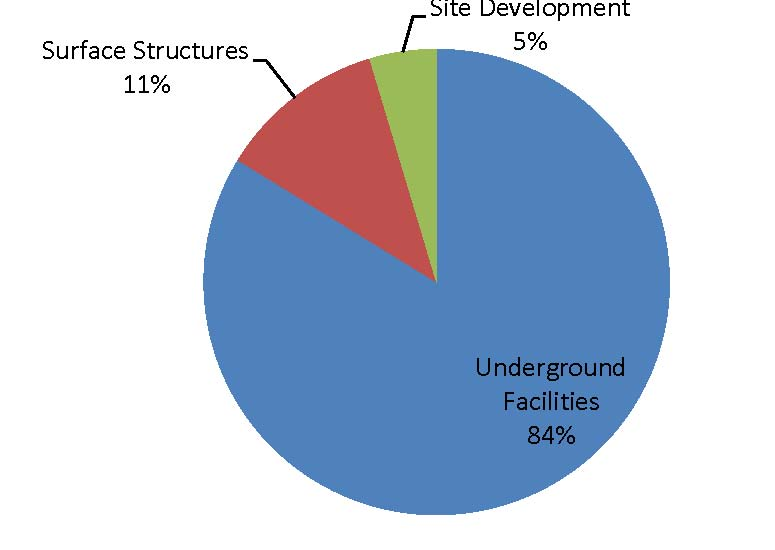 Site Development
5%
Surface Structures
11%
Underground
Facilities
84%